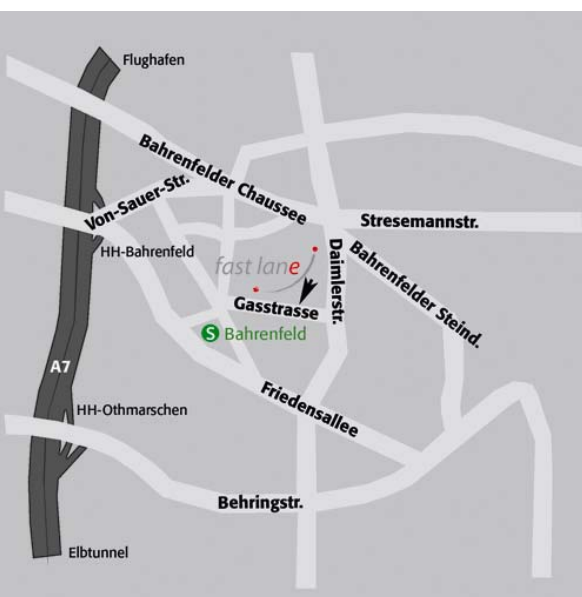 Flughafen
Bahrenfelder Chaussee
Von-Sauer-Str.
Stresemannstr.
HH-Bahrenfeld
Daimlerstr.
Bahrenfelder Steind.
fast lane
Gasstrasse
S Bahrenfeld
A7
HH-Othmarschen
Friedensallee
Behringstr.
Elbtunnel